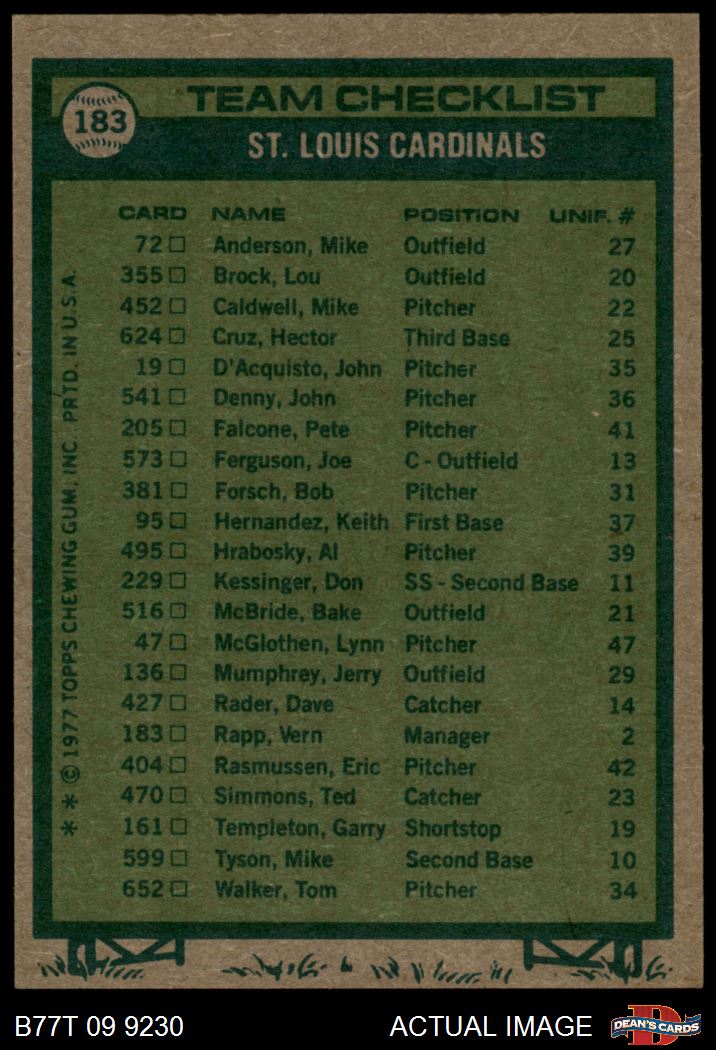 183
TEAM CHECKLIST
ST. LOUIS CARDINALS
CARD NAME POSITION UNIF. #
72 □ Anderson, Mike Outfield 27
355 □ Brock, Lou Outfield 20
452 □ Caldwell, Mike Pitcher 22
624 □ Cruz, Hector Third Base 25
19 □ D'Acquisto, John Pitcher 35
541 □ Denny, John Pitcher 36
205 □ Falcone, Pete Pitcher 41
573 □ Ferguson, Joe C - Outfield 13
381 □ Forsch, Bob Pitcher 31
95 □ Hernandez, Keith First Base 37
495 □ Hrabosky, Al Pitcher 39
229 □ Kessinger, Don SS - Second Base 11
516 □ McBride, Bake Outfield 21
47 □ McGlothen, Lynn Pitcher 47
136 □ Mumphrey, Jerry Outfield 29
427 □ Rader, Dave Catcher 14
183 □ Rapp, Vern Manager 2
404 □ Rasmussen, Eric Pitcher 42
470 □ Simmons, Ted Catcher 23
161 □ Templeton, Garry Shortstop 19
599 □ Tyson, Mike Second Base 10
652 □ Walker, Tom Pitcher 34
* * © 1977 TOPPS CHEWING GUM, INC. PRTD. IN U.S.A.
B77T 09 9230 ACTUAL IMAGE
D
DEAN'S CARDS